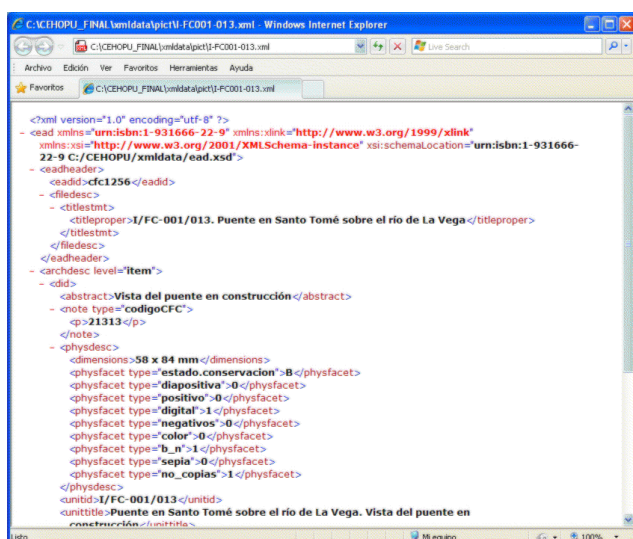 C:\CEHOPU_FINAL\xmldata\pict\I-FC001-013.xml - Windows Internet Explorer
C:\CEHOPU_FINAL\xmldata\pict\I-FC001-013.xml
Live Search
Archivo Edición Ver Favoritos Herramientas Ayuda
Favoritos C:\CEHOPU_FINAL\xmldata\pict\I-FC001-013.xml
<?xml version="1.0" encoding="utf-8" ?>
- <ead xmlns="urn:isbn:1-931666-22-9" xmlns:xlink="http://www.w3.org/1999/xlink"
xmlns:xsi="http://www.w3.org/2001/XMLSchema-instance" xsi:schemaLocation="urn:isbn:1-931666-
22-9 C:/CEHOPU/xmldata/ead.xsd">
- <eadheader>
<eadid>cfc1256</eadid>
- <filedesc>
- <titlestmt>
<titleproper>I/FC-001/013. Puente en Santo Tomé sobre el río de La Vega</titleproper>
</titlestmt>
</filedesc>
</eadheader>
- <archdesc level="item">
- <did>
<abstract>Vista del puente en construcción</abstract>
- <note type="codigoCFC">
<p>21313</p>
</note>
- <physdesc>
<dimensions>58 x 84 mm</dimensions>
<physfacet type="estado.conservacion">B</physfacet>
<physfacet type="diapositiva">0</physfacet>
<physfacet type="positivo">0</physfacet>
<physfacet type="digital">1</physfacet>
<physfacet type="negativos">0</physfacet>
<physfacet type="color">0</physfacet>
<physfacet type="b_n">1</physfacet>
<physfacet type="sepia">0</physfacet>
<physfacet type="no_copias">1</physfacet>
</physdesc>
<unitid>I/FC-001/013</unitid>
<unittitle>Puente en Santo Tomé sobre el río de La Vega. Vista del puente en
construcción</unittitle>
Listo Mi equipo 100%